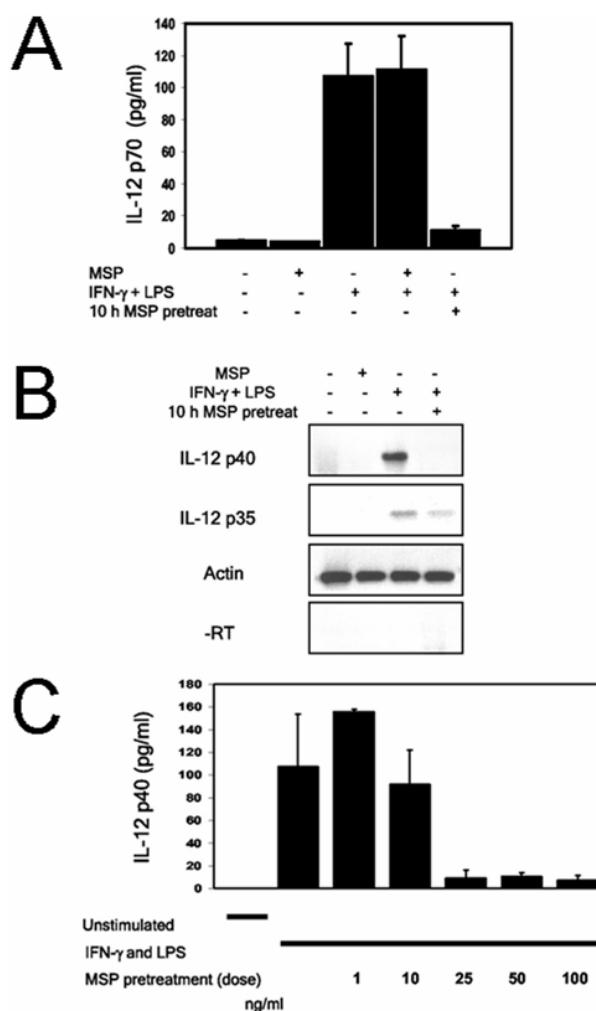 A
140
120
100
80
60
40
20
0
IL-12 p70 (pg/ml)
MSP - + - + -
IFN-γ + LPS - - + + +
10 h MSP pretreat - - - - +
B
MSP - + - -
IFN-γ + LPS - - + +
10 h MSP pretreat - - - +
IL-12 p40
IL-12 p35
Actin
-RT
C
180
160
140
120
100
80
60
40
20
0
IL-12 p40 (pg/ml)
Unstimulated
IFN-γ and LPS
MSP pretreatment (dose) 1 10 25 50 100
ng/ml